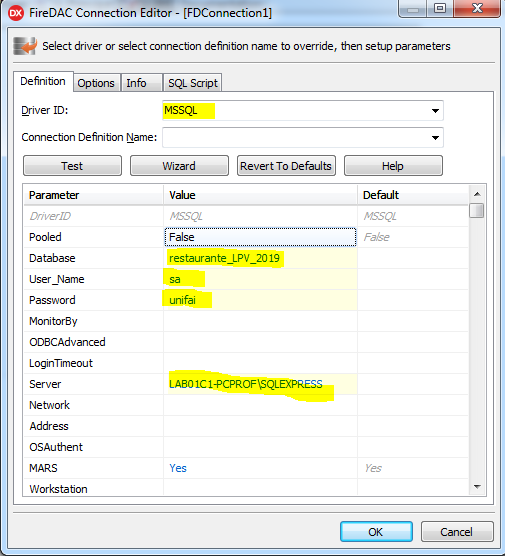 DX FireDAC Connection Editor - [FDConnection1]
Select driver or select connection definition name to override, then setup parameters
Definition Options Info SQL Script
Driver ID: MSSQL
Connection Definition Name:
Test Wizard Revert To Defaults Help
Parameter Value Default
DriverID MSSQL MSSQL
Pooled False False
Database restaurante_LPV_2019
User_Name sa
Password unifai
MonitorBy
ODBCAdvanced
LoginTimeout
Server LAB01C1-PCPROF\SQLEXPRESS
Network
Address
OSAuthent
MARS Yes Yes
Workstation
OK Cancel